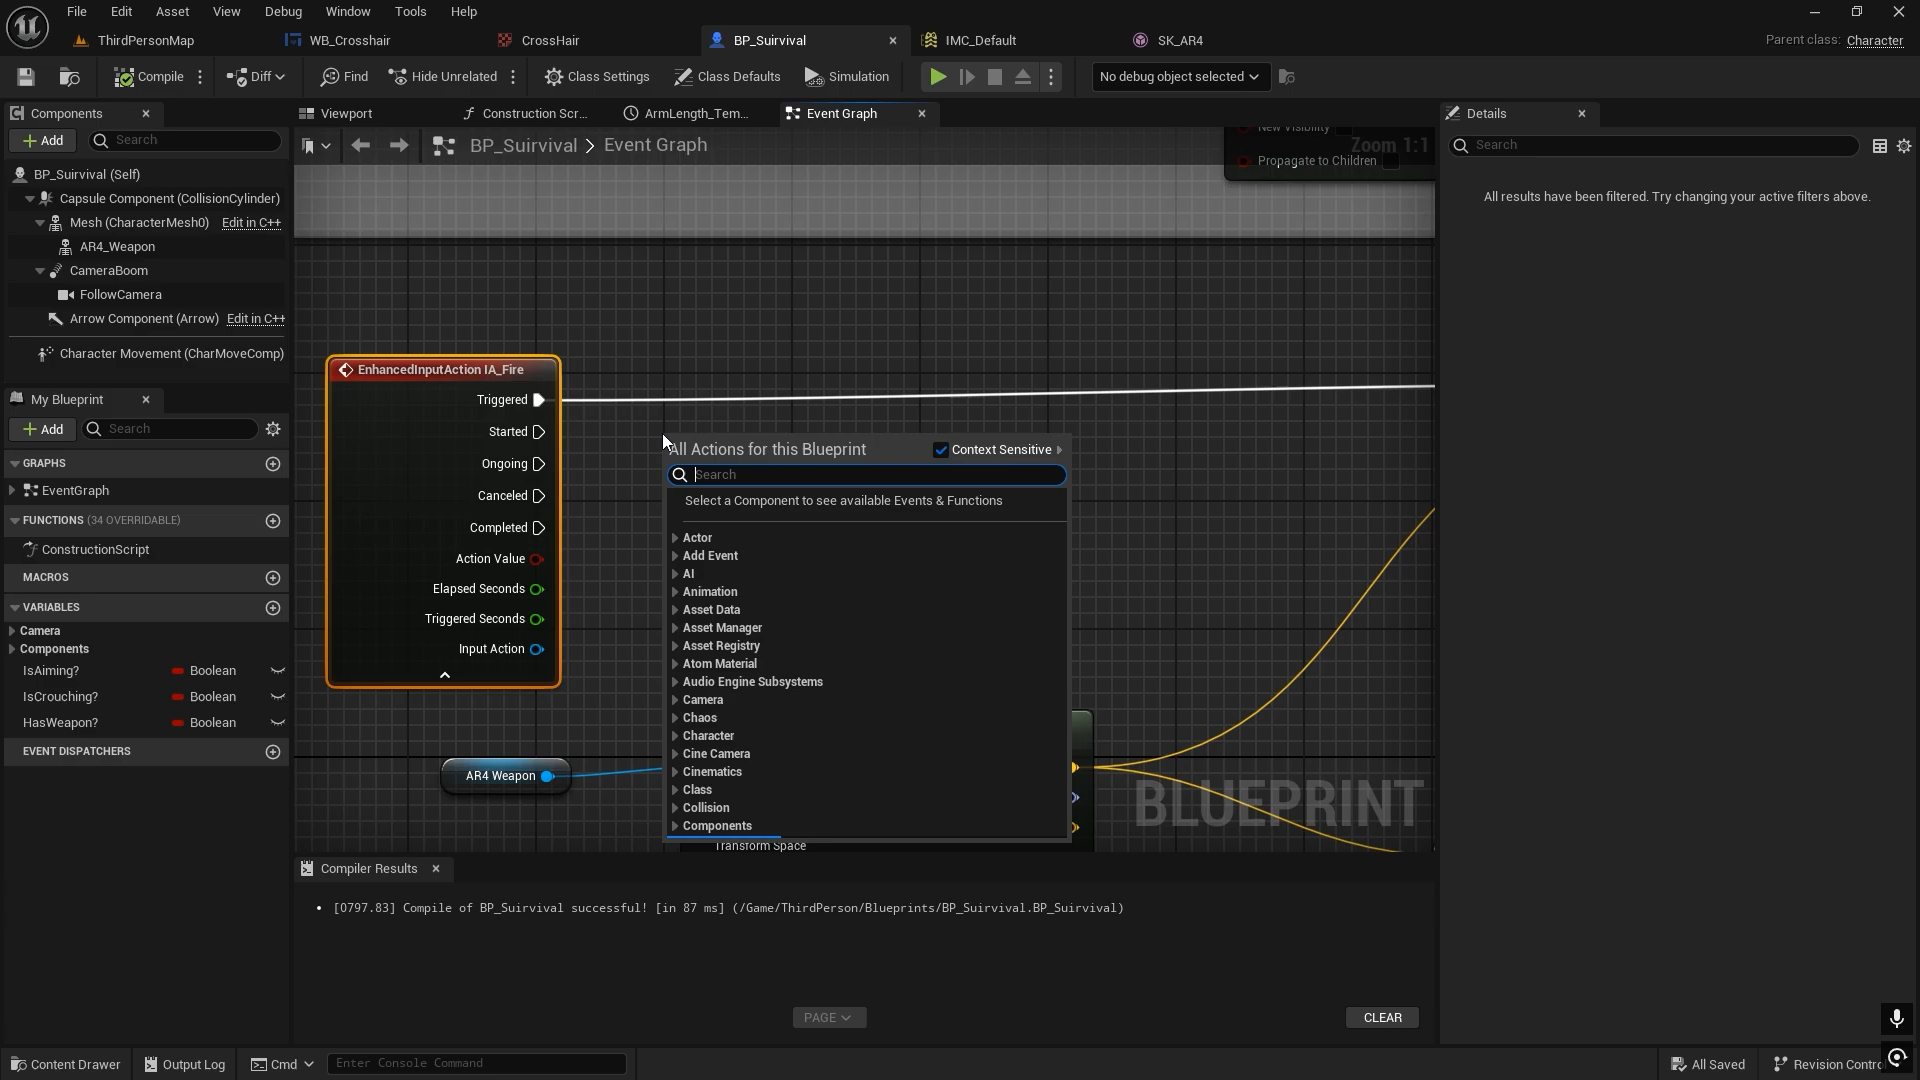 File Edit Asset View Debug Window Tools Help
ThirdPersonMap WB_Crosshair CrossHair BP_Suirvival IMC_Default SK_AR4 Parent class: Character
Compile Diff Find Hide Unrelated Class Settings Class Defaults Simulation No debug object selected
Components
Add Search
BP_Suirvival (Self)
Capsule Component (CollisionCylinder)
Mesh (CharacterMesh0) Edit in C++
AR4_Weapon
CameraBoom
FollowCamera
Arrow Component (Arrow) Edit in C++
Character Movement (CharMoveComp)
My Blueprint
Add Search
GRAPHS
EventGraph
FUNCTIONS (34 OVERRIDABLE)
ConstructionScript
MACROS
VARIABLES
Camera
Components
IsAiming? Boolean
IsCrouching? Boolean
HasWeapon? Boolean
EVENT DISPATCHERS
Viewport Construction Scr... ArmLength_Tem... Event Graph
BP_Suirvival > Event Graph
New Visibility
Zoom 1:1
Propagate to Children
EnhancedInputAction IA_Fire
Triggered
Started
Ongoing
Canceled
Completed
Action Value
Elapsed Seconds
Triggered Seconds
Input Action
AR4 Weapon
All Actions for this Blueprint Context Sensitive
Search
Select a Component to see available Events & Functions
Actor
Add Event
AI
Animation
Asset Data
Asset Manager
Asset Registry
Atom Material
Audio Engine Subsystems
Camera
Chaos
Character
Cine Camera
Cinematics
Class
Collision
Components
Transform Space
BLUEPRINT
Compiler Results
• [0797.83] Compile of BP_Suirvival successful! [in 87 ms] (/Game/ThirdPerson/Blueprints/BP_Suirvival.BP_Suirvival)
PAGE CLEAR
Details
Search
All results have been filtered. Try changing your active filters above.
Content Drawer Output Log Cmd Enter Console Command All Saved Revision Contro